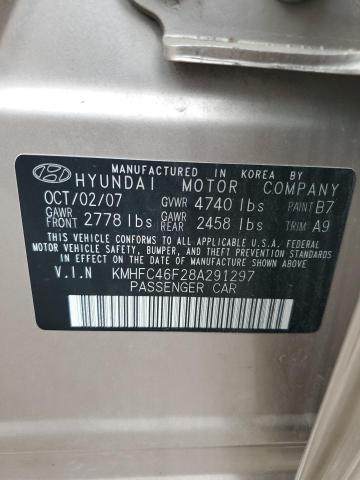 MANUFACTURED IN KOREA BY
HYUNDAI MOTOR COMPANY
OCT/02/07 GVWR 4740 lbs PAINT B7
GAWR FRONT 2778 lbs GAWR REAR 2458 lbs TRIM A9
THIS VEHICLE CONFORMS TO ALL APPLICABLE U.S.A. FEDERAL
MOTOR VEHICLE SAFETY, BUMPER, AND THEFT PREVENTION STANDARDS
IN EFFECT ON THE DATE OF MANUFACTURE SHOWN ABOVE.
V.I.N KMHFC46F28A291297
PASSENGER CAR